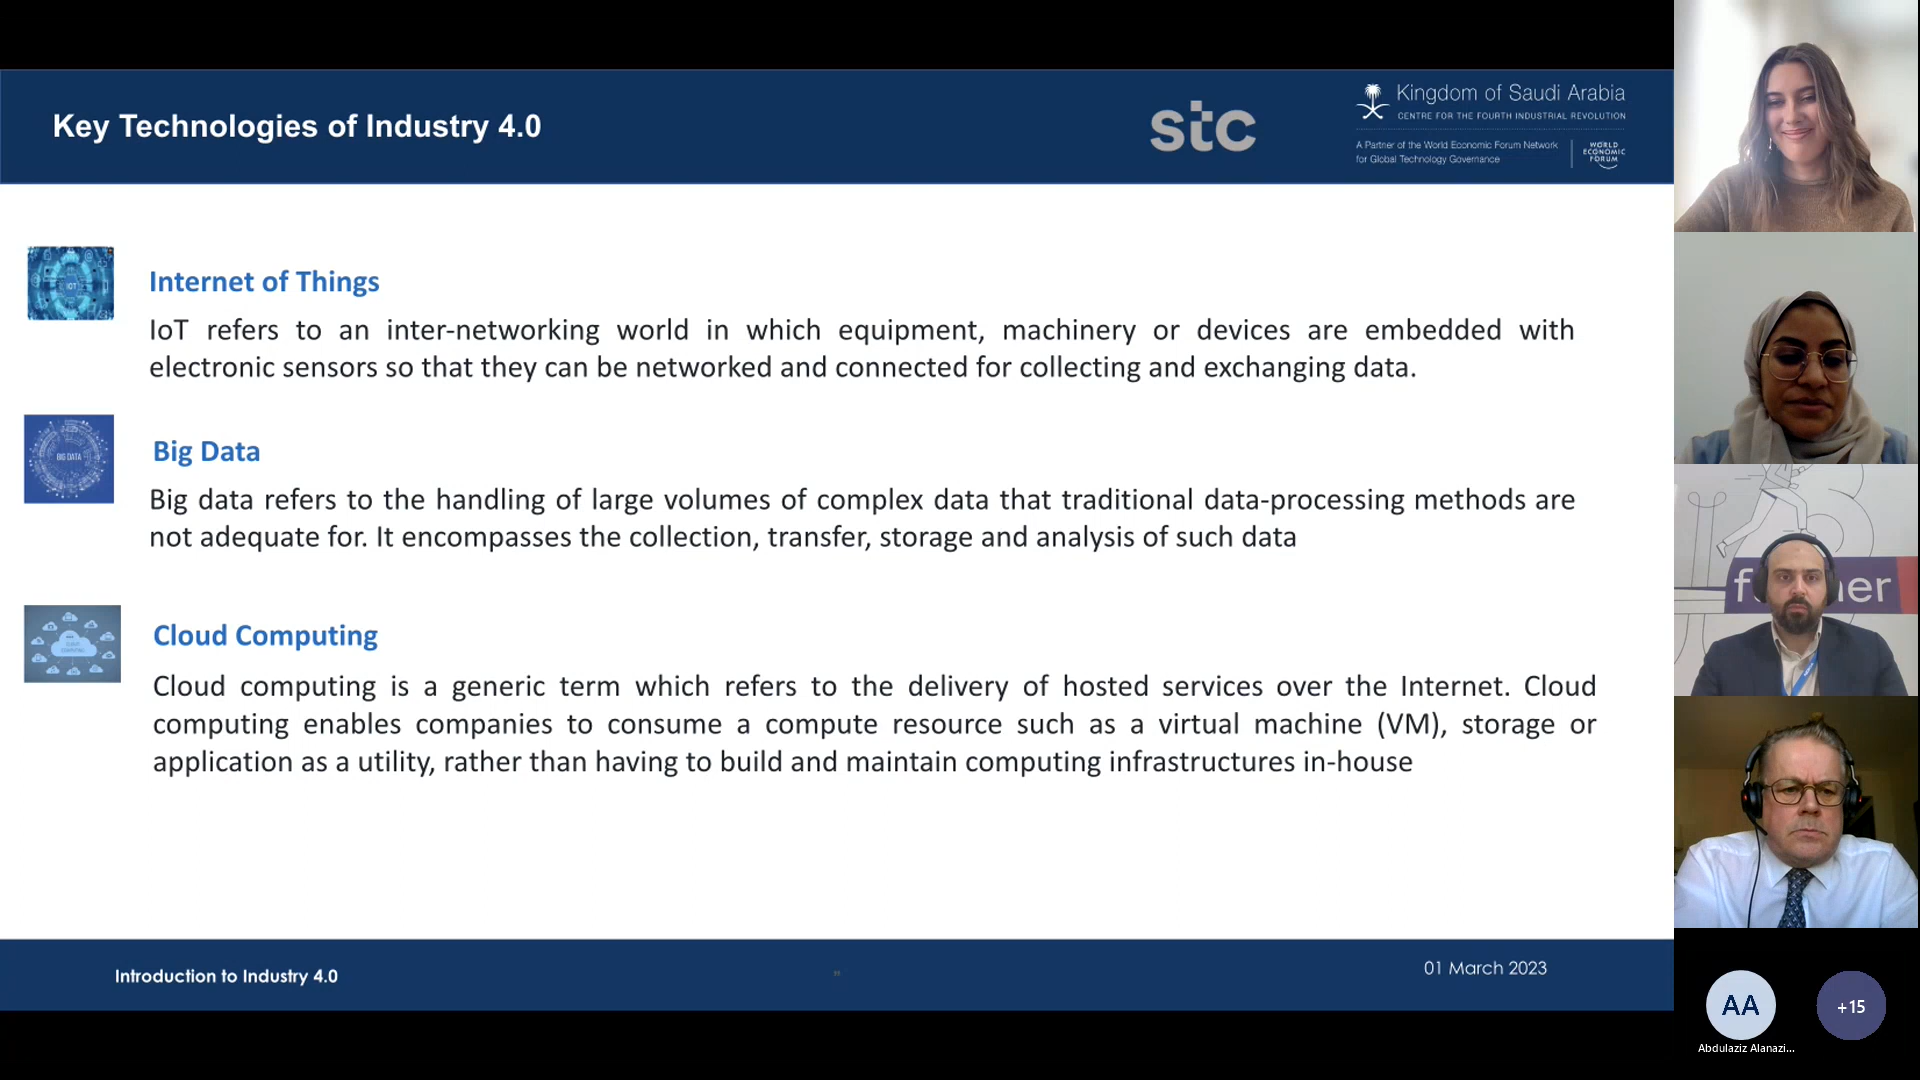 Key Technologies of Industry 4.0
stc
Kingdom of Saudi Arabia
CENTRE FOR THE FOURTH INDUSTRIAL REVOLUTION
A Partner of the World Economic Forum Network
for Global Technology Governance
WORLD
ECONOMIC
FORUM
IOT
Internet of Things
IoT refers to an inter-networking world in which equipment, machinery or devices are embedded with
electronic sensors so that they can be networked and connected for collecting and exchanging data.
BIG DATA
Big Data
Big data refers to the handling of large volumes of complex data that traditional data-processing methods are
not adequate for. It encompasses the collection, transfer, storage and analysis of such data
Cloud Computing
Cloud computing is a generic term which refers to the delivery of hosted services over the Internet. Cloud
computing enables companies to consume a compute resource such as a virtual machine (VM), storage or
application as a utility, rather than having to build and maintain computing infrastructures in-house
Introduction to Industry 4.0
01 March 2023
AA
+15
Abdulaziz Alanazi...